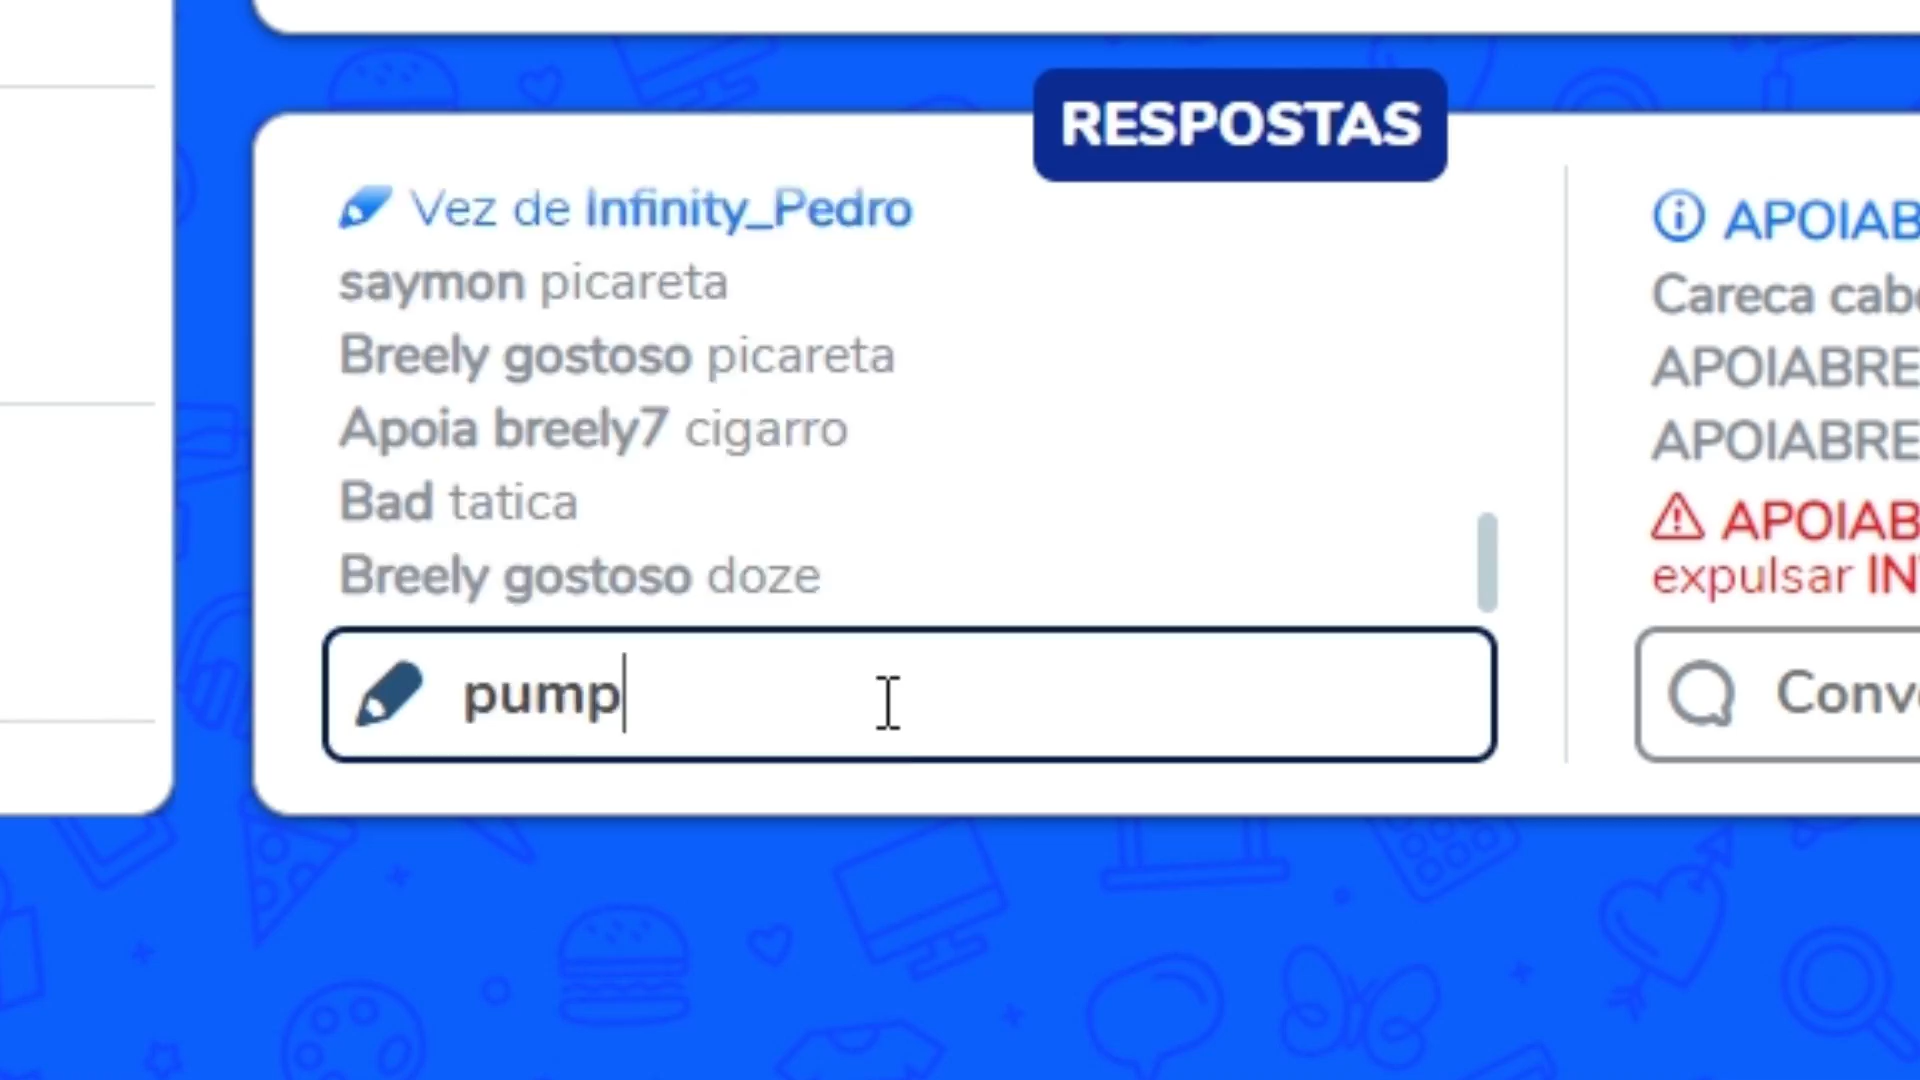 RESPOSTAS
Vez de Infinity_Pedro
saymon picareta
Breely gostoso picareta
Apoia breely7 cigarro
Bad tatica
Breely gostoso doze
pump
APOIAB
Careca cabe
APOIABRE
APOIABRE
APOIAB
expulsar IN
Conv